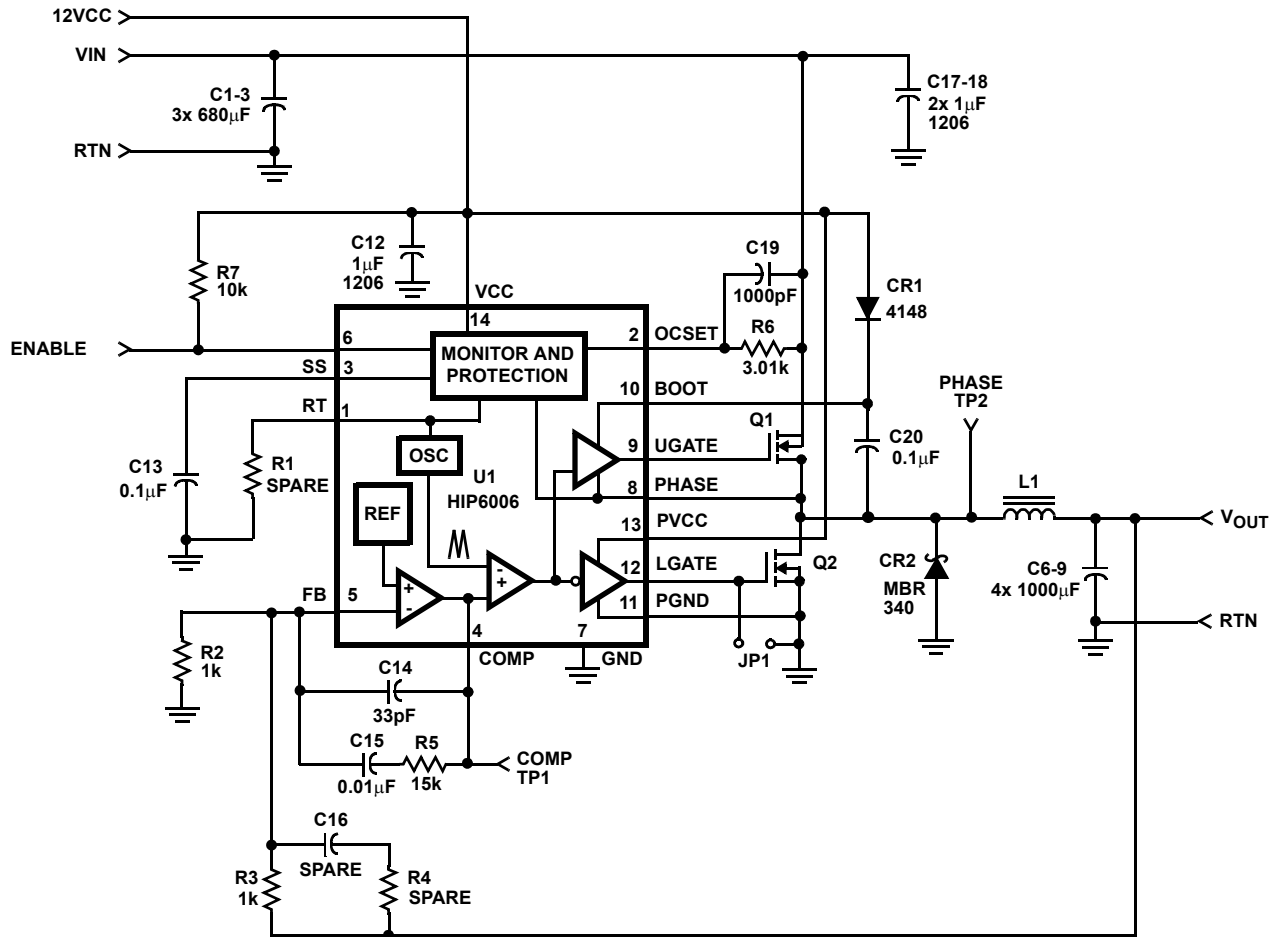 12VCC
VIN
C1-3
3x 680μF
RTN
C17-18
2x 1μF
1206
C12
1μF
1206
R7
10k
VCC
14
C19
1000pF
CR1
4148
ENABLE
6
MONITOR AND
PROTECTION
2
OCSET
R6
3.01k
SS
3
10
BOOT
PHASE
TP2
RT
1
Q1
C13
0.1μF
R1
SPARE
OSC
U1
HIP6006
9
UGATE
C20
0.1μF
8
PHASE
L1
REF
13
PVCC
VOUT
12
LGATE
Q2
CR2
MBR
340
C6-9
4x 1000μF
FB
5
+
-
-
+
11
PGND
RTN
4
COMP
7
GND
JP1
R2
1k
C14
33pF
C15
0.01μF
R5
15k
COMP
TP1
C16
SPARE
R3
1k
R4
SPARE